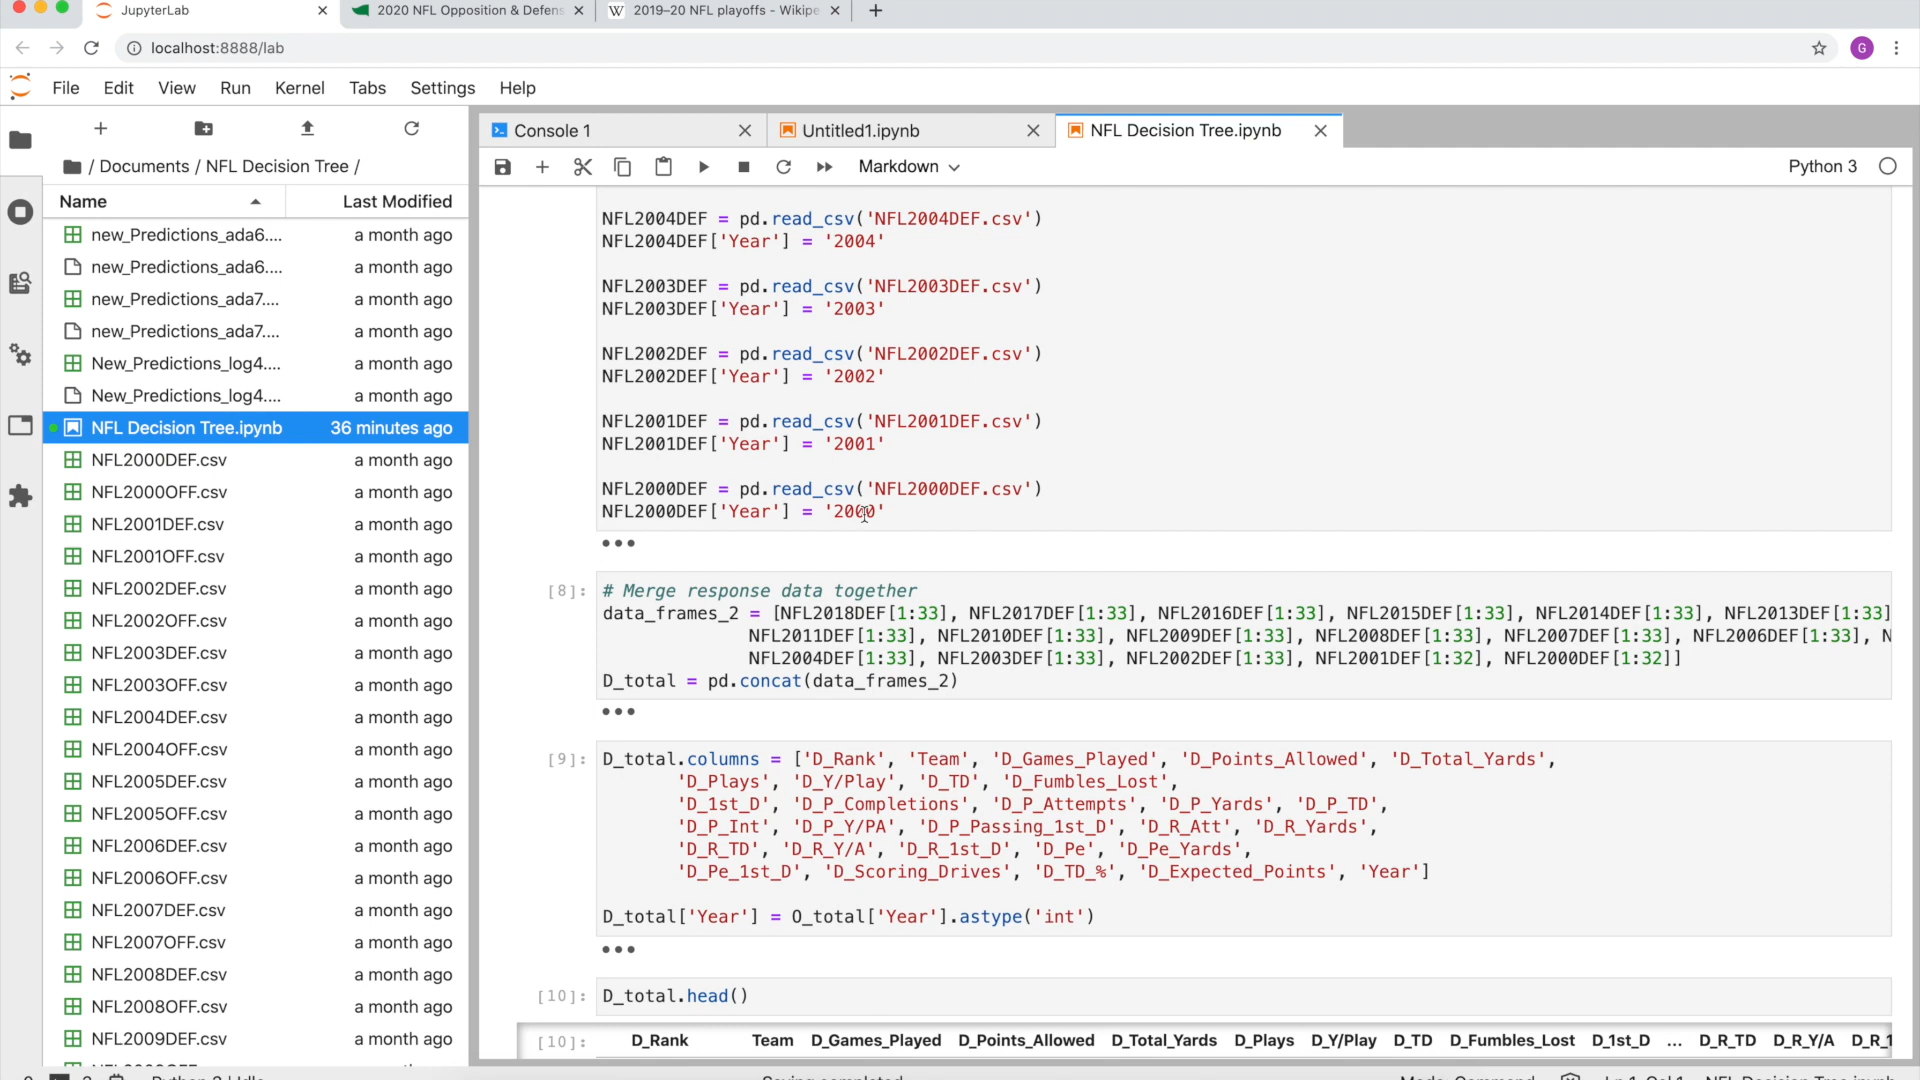 JupyterLab
2020 NFL Opposition & Defens
2019–20 NFL playoffs - Wikipe
localhost:8888/lab
G
File Edit View Run Kernel Tabs Settings Help
Console 1
Untitled1.ipynb
NFL Decision Tree.ipynb
/ Documents / NFL Decision Tree /
Markdown
Python 3
Name Last Modified
new_Predictions_ada6.... a month ago
new_Predictions_ada6.... a month ago
new_Predictions_ada7.... a month ago
new_Predictions_ada7.... a month ago
New_Predictions_log4.... a month ago
New_Predictions_log4.... a month ago
NFL Decision Tree.ipynb 36 minutes ago
NFL2000DEF.csv a month ago
NFL2000OFF.csv a month ago
NFL2001DEF.csv a month ago
NFL2001OFF.csv a month ago
NFL2002DEF.csv a month ago
NFL2002OFF.csv a month ago
NFL2003DEF.csv a month ago
NFL2003OFF.csv a month ago
NFL2004DEF.csv a month ago
NFL2004OFF.csv a month ago
NFL2005DEF.csv a month ago
NFL2005OFF.csv a month ago
NFL2006DEF.csv a month ago
NFL2006OFF.csv a month ago
NFL2007DEF.csv a month ago
NFL2007OFF.csv a month ago
NFL2008DEF.csv a month ago
NFL2008OFF.csv a month ago
NFL2009DEF.csv a month ago
NFL2004DEF = pd.read_csv('NFL2004DEF.csv')
NFL2004DEF['Year'] = '2004'
NFL2003DEF = pd.read_csv('NFL2003DEF.csv')
NFL2003DEF['Year'] = '2003'
NFL2002DEF = pd.read_csv('NFL2002DEF.csv')
NFL2002DEF['Year'] = '2002'
NFL2001DEF = pd.read_csv('NFL2001DEF.csv')
NFL2001DEF['Year'] = '2001'
NFL2000DEF = pd.read_csv('NFL2000DEF.csv')
NFL2000DEF['Year'] = '2000'
[8]: # Merge response data together
data_frames_2 = [NFL2018DEF[1:33], NFL2017DEF[1:33], NFL2016DEF[1:33], NFL2015DEF[1:33], NFL2014DEF[1:33], NFL2013DEF[1:33]
NFL2011DEF[1:33], NFL2010DEF[1:33], NFL2009DEF[1:33], NFL2008DEF[1:33], NFL2007DEF[1:33], NFL2006DEF[1:33], N
NFL2004DEF[1:33], NFL2003DEF[1:33], NFL2002DEF[1:33], NFL2001DEF[1:32], NFL2000DEF[1:32]]
D_total = pd.concat(data_frames_2)
[9]: D_total.columns = ['D_Rank', 'Team', 'D_Games_Played', 'D_Points_Allowed', 'D_Total_Yards',
'D_Plays', 'D_Y/Play', 'D_TD', 'D_Fumbles_Lost',
'D_1st_D', 'D_P_Completions', 'D_P_Attempts', 'D_P_Yards', 'D_P_TD',
'D_P_Int', 'D_P_Y/PA', 'D_P_Passing_1st_D', 'D_R_Att', 'D_R_Yards',
'D_R_TD', 'D_R_Y/A', 'D_R_1st_D', 'D_Pe', 'D_Pe_Yards',
'D_Pe_1st_D', 'D_Scoring_Drives', 'D_TD_%', 'D_Expected_Points', 'Year']
D_total['Year'] = O_total['Year'].astype('int')
[10]: D_total.head()
[10]: D_Rank Team D_Games_Played D_Points_Allowed D_Total_Yards D_Plays D_Y/Play D_TD D_Fumbles_Lost D_1st_D ... D_R_TD D_R_Y/A D_R_1